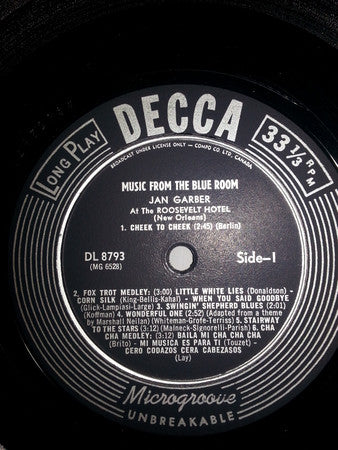 LONG PLAY
DECCA
33 1/3 RPM
BROADCAST UNDER LICENSE ONLY — COMPO CO. LTD., CANADA.
MUSIC FROM THE BLUE ROOM
JAN GARBER
At The ROOSEVELT HOTEL
(New Orleans)
1. CHEEK TO CHEEK (2:45) (Berlin)
DL 8793
(MG 6528)
Side—1
2. FOX TROT MEDLEY: (3:00) LITTLE WHITE LIES (Donaldson) -
CORN SILK (King-Bellis-Kahal) - WHEN YOU SAID GOODBYE
(Glick-Lampiasi-Large) 3. SWINGIN' SHEPHERD BLUES (2:01)
(Koffman) 4. WONDERFUL ONE (2:52) (Adapted from a theme
by Marshall Neilan) (Whiteman-Grofe-Terriss) 5. STAIRWAY
TO THE STARS (3:12) (Malneck-Signorelli-Parish) 6. CHA
CHA MEDLEY: (3:12) BAILA MI CHA CHA CHA
(Brito) - MI MUSICA ES PARA TI (Touzet) -
CERO CODAZOS CERA CABEZASOS
(Lay)
Microgroove
UNBREAKABLE